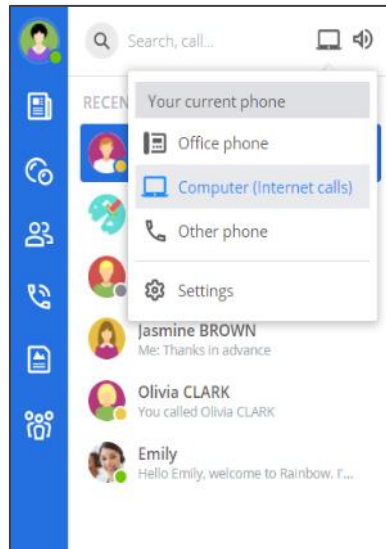 Search, call...
RECEN
Your current phone
Office phone
Computer (Internet calls)
Other phone
Settings
Jasmine BROWN
Me: Thanks in advance
Olivia CLARK
You called Olivia CLARK
Emily
Hello Emily, welcome to Rainbow. I'...